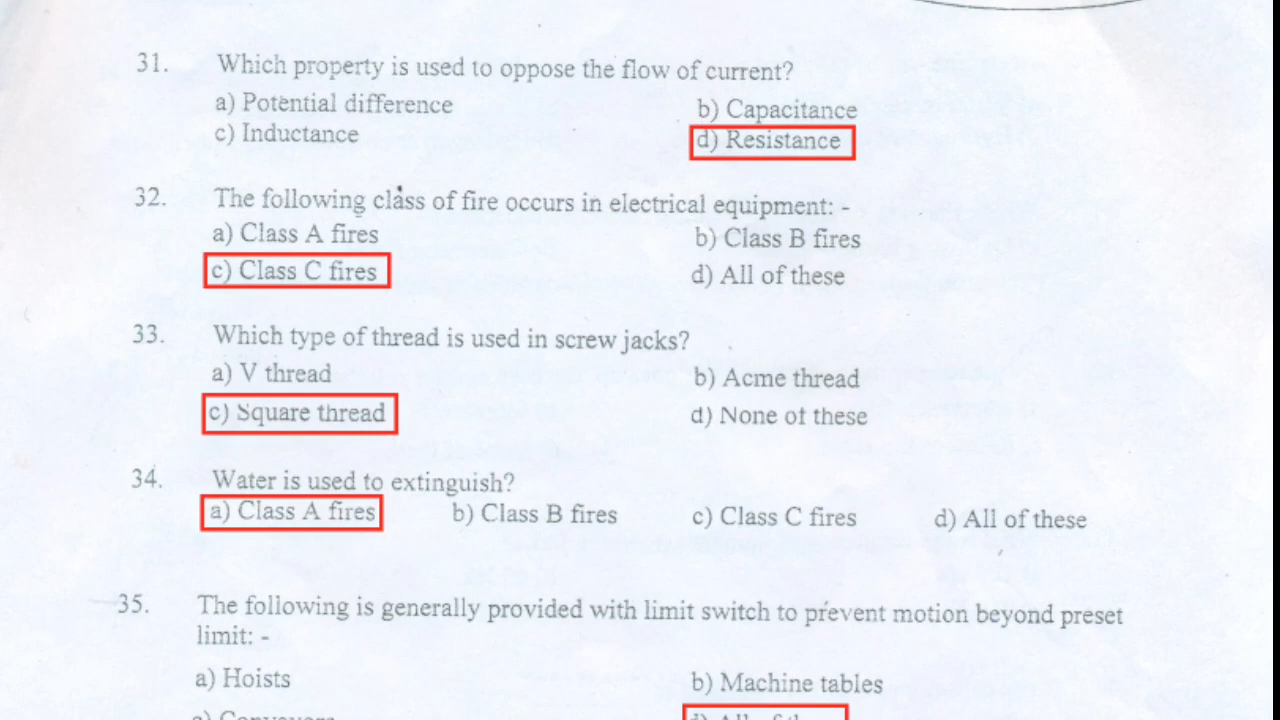 31. Which property is used to oppose the flow of current?
a) Potential difference b) Capacitance
c) Inductance d) Resistance
32. The following class of fire occurs in electrical equipment: -
a) Class A fires b) Class B fires
c) Class C fires d) All of these
33. Which type of thread is used in screw jacks?
a) V thread b) Acme thread
c) Square thread d) None of these
34. Water is used to extinguish?
a) Class A fires b) Class B fires c) Class C fires d) All of these
35. The following is generally provided with limit switch to prevent motion beyond preset
limit: -
a) Hoists b) Machine tables
c) Conveyors d) All of these